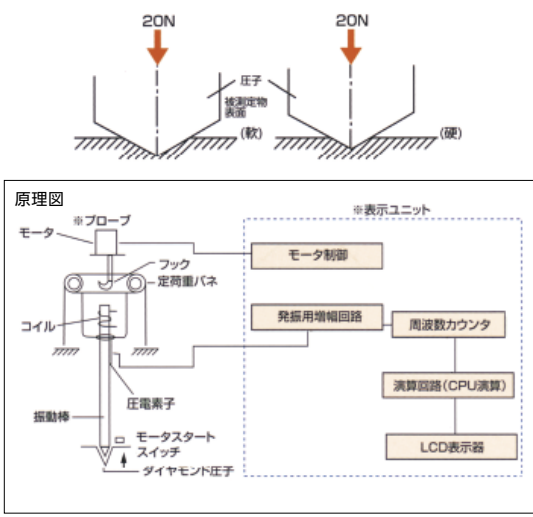 20N
20N
圧子
被測定物
表面
(軟)
(硬)
原理図
※プローブ
※表示ユニット
モータ
モータ制御
フック
定荷重バネ
発振用増幅回路
周波数カウンタ
コイル
演算回路(CPU演算)
圧電素子
振動棒
モータスタート
スイッチ
LCD表示器
ダイヤモンド圧子